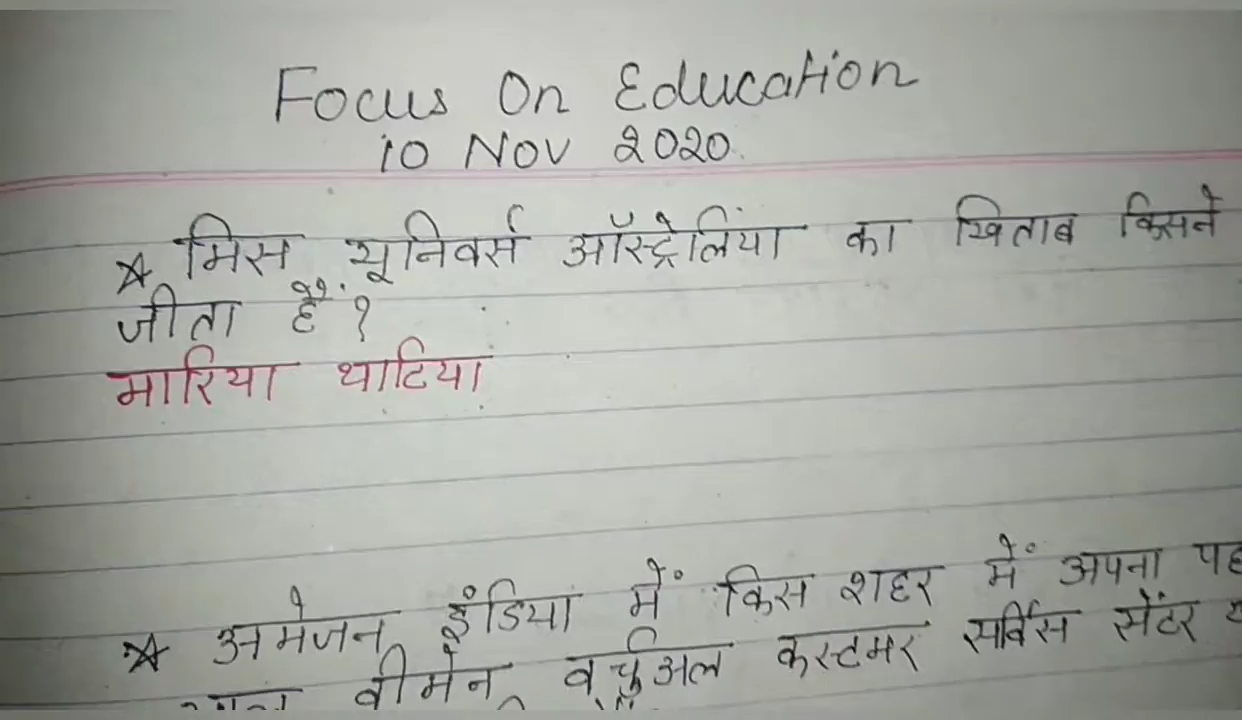 Focus On Education
10 NOV 2020.
☆ मिस यूनिवर्स ऑस्ट्रेलिया का खिताब किसने
जीता हैं?
मारिया थाटिया
☆ अमेजन इंडिया में किस शहर में अपना पह
वीमेन वर्चुअल कस्टमर सर्विस सेंटर